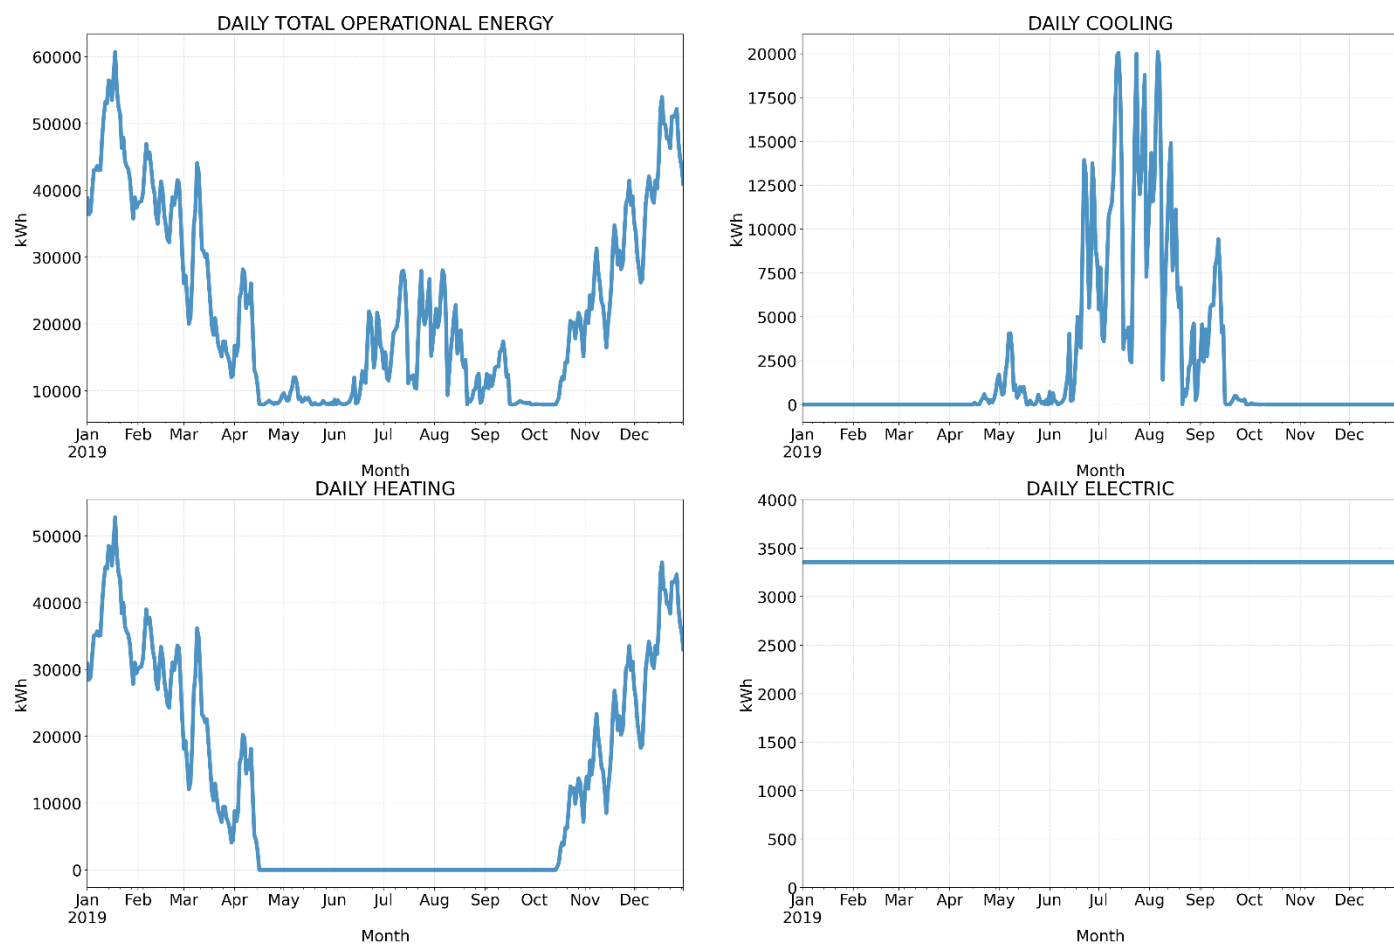 DAILY TOTAL OPERATIONAL ENERGY
60000
50000
40000
30000
20000
10000
kWh
Jan Feb Mar Apr May Jun Jul Aug Sep Oct Nov Dec
2019
Month
DAILY COOLING
20000
17500
15000
12500
10000
7500
5000
2500
0
kWh
Jan Feb Mar Apr May Jun Jul Aug Sep Oct Nov Dec
2019
Month
DAILY HEATING
50000
40000
30000
20000
10000
0
kWh
Jan Feb Mar Apr May Jun Jul Aug Sep Oct Nov Dec
2019
Month
DAILY ELECTRIC
4000
3500
3000
2500
2000
1500
1000
500
0
kWh
Jan Feb Mar Apr May Jun Jul Aug Sep Oct Nov Dec
2019
Month